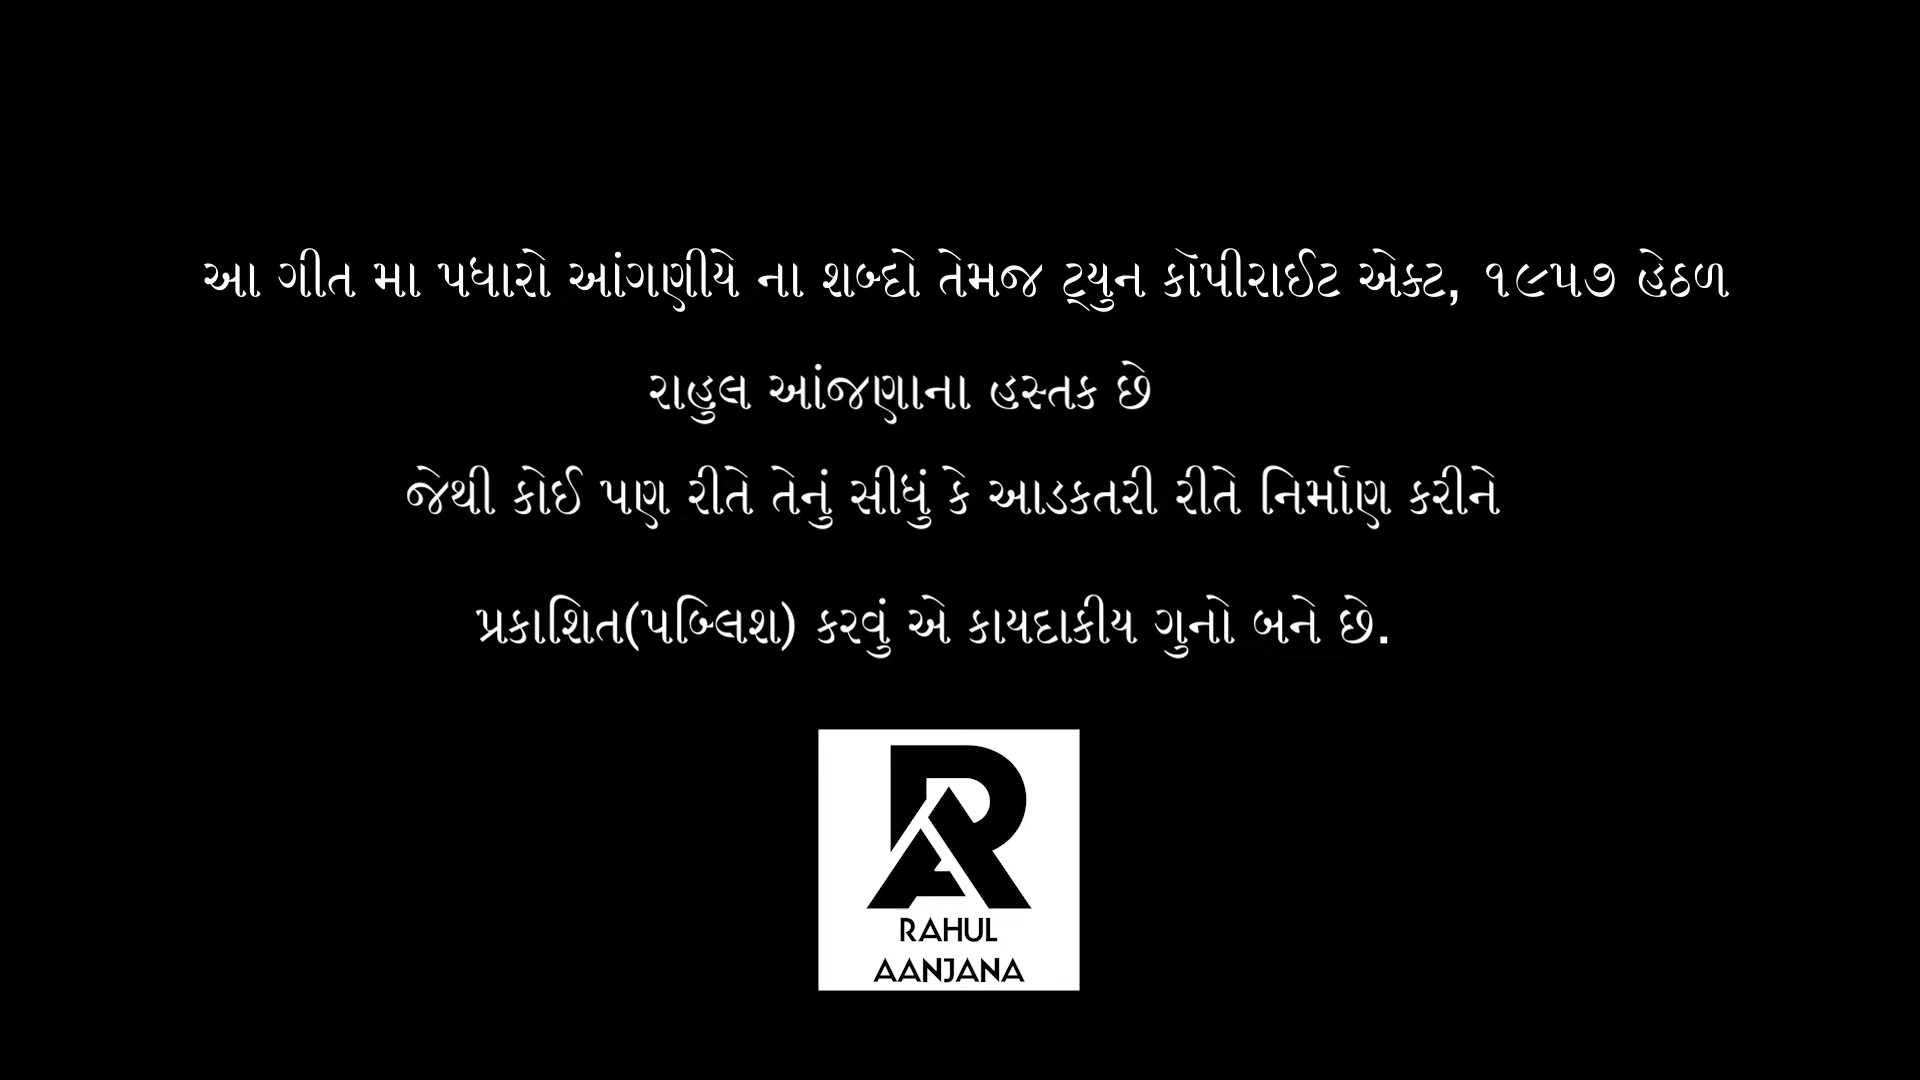 આ ગીત મા પધારો આંગણીયે ના શબ્દો તેમજ ટ્યુન કૉપીરાઈટ એક્ટ, ૧૯૫૭ હેઠળ
રાહુલ આંજણાના હસ્તક છે
જેથી કોઈ પણ રીતે તેનું સીધું કે આડકતરી રીતે નિર્માણ કરીને
પ્રકાશિત(પબ્લિશ) કરવું એ કાયદાકીય ગુનો બને છે.
RA
RAHUL
AANJANA